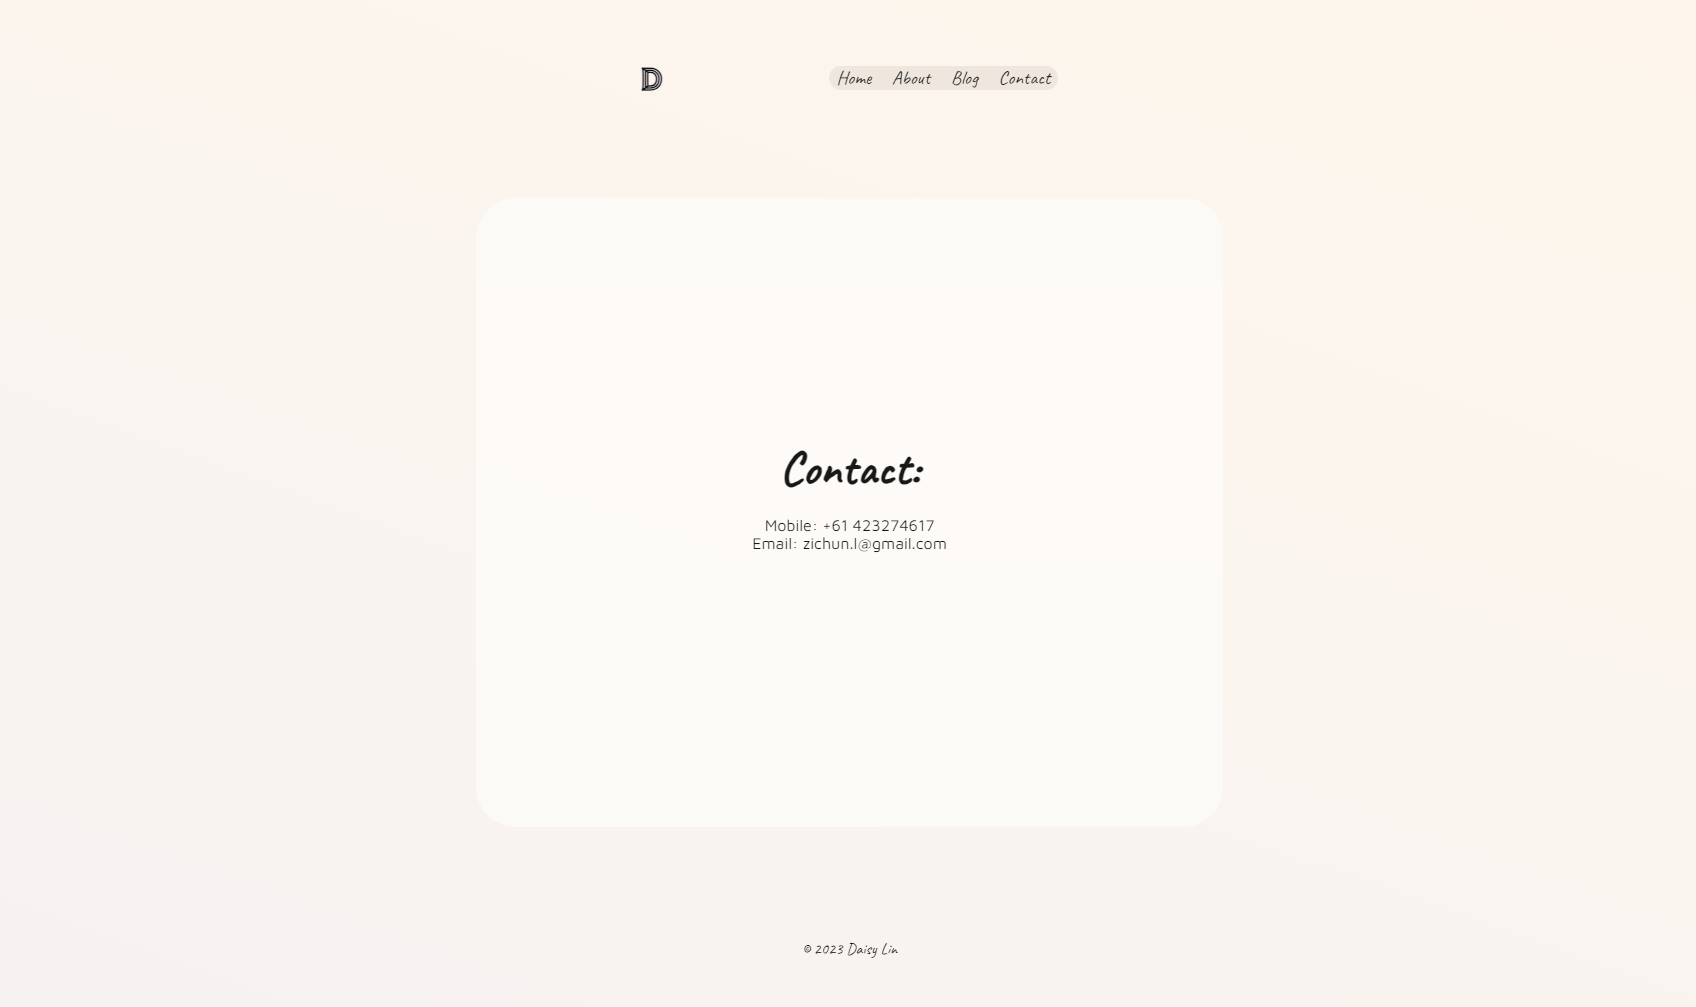 D
Home About Blog Contact
Contact:
Mobile: +61 423274617
Email: zichun.l@gmail.com
© 2023 Daisy Lin